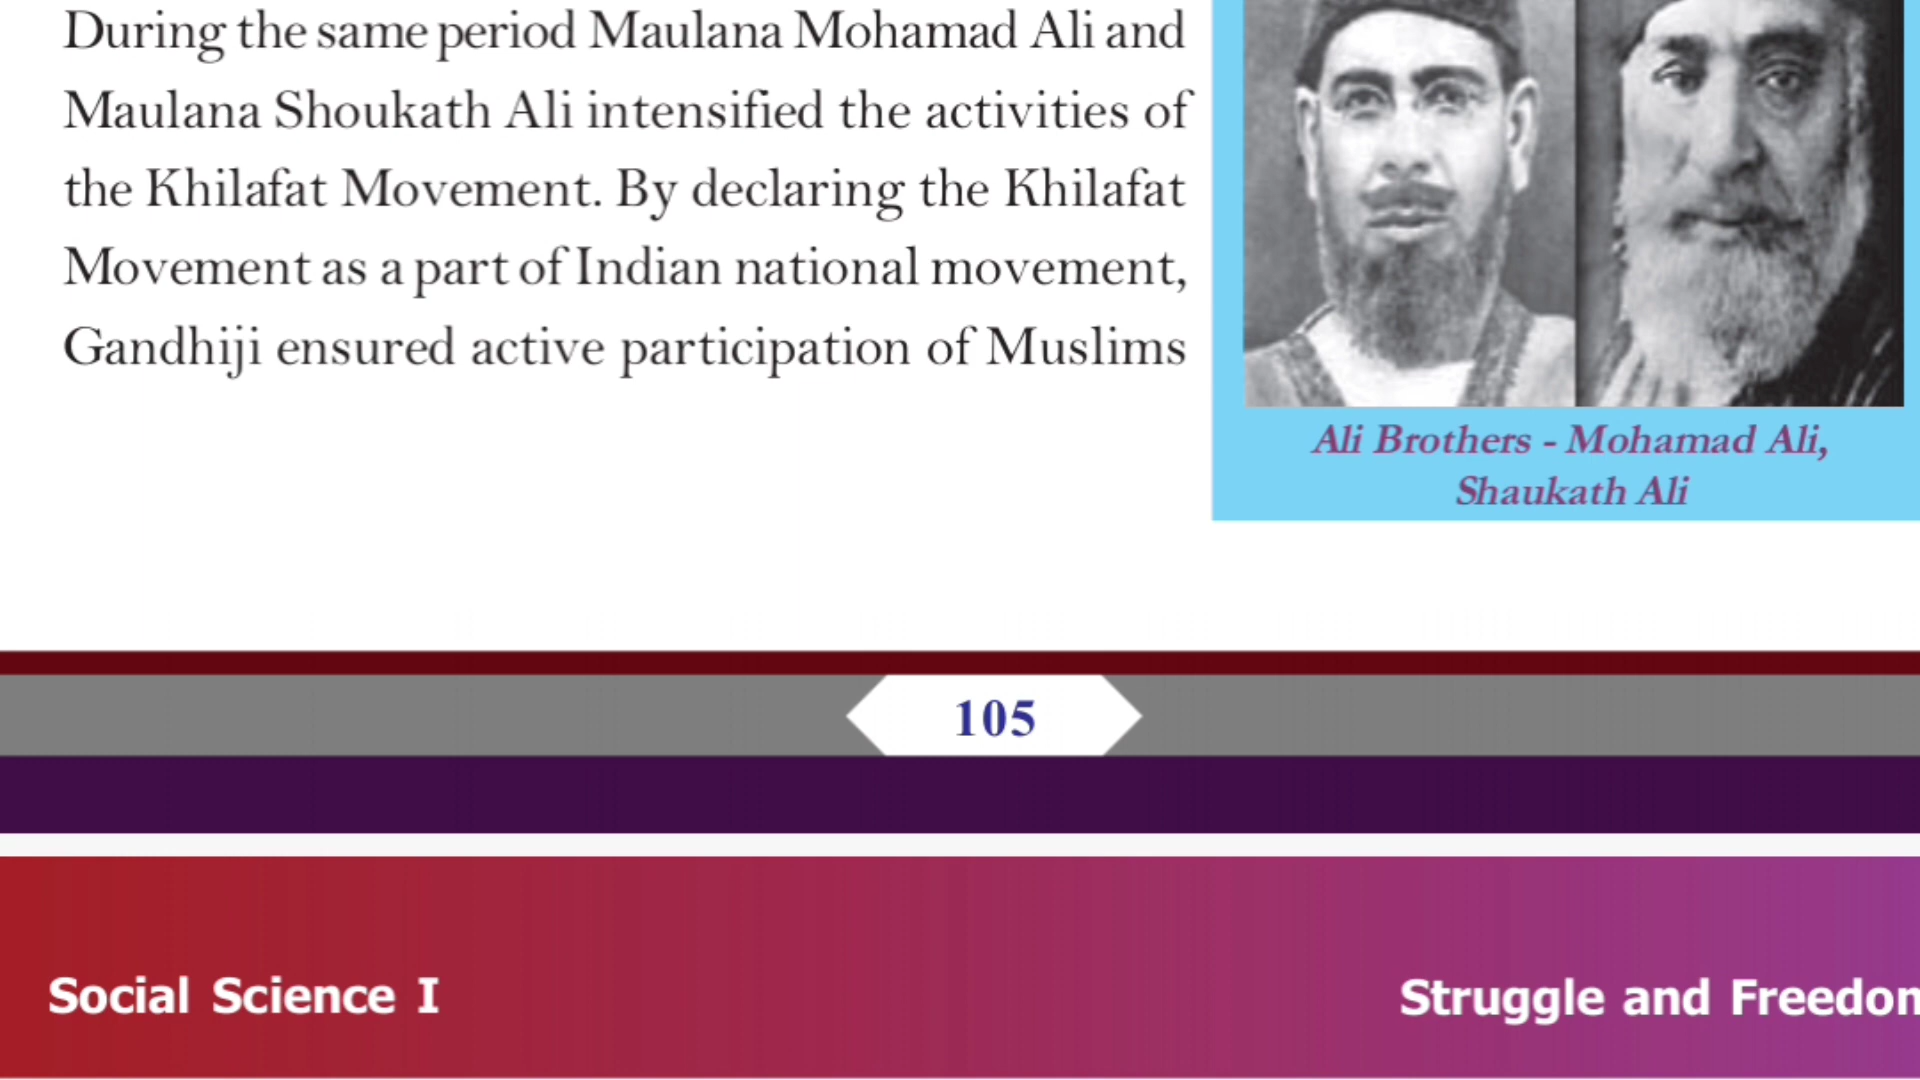 During the same period Maulana Mohamad Ali and
Maulana Shoukath Ali intensified the activities of
the Khilafat Movement. By declaring the Khilafat
Movement as a part of Indian national movement,
Gandhiji ensured active participation of Muslims
Ali Brothers - Mohamad Ali,
Shaukath Ali
105
Social Science I
Struggle and Freedom